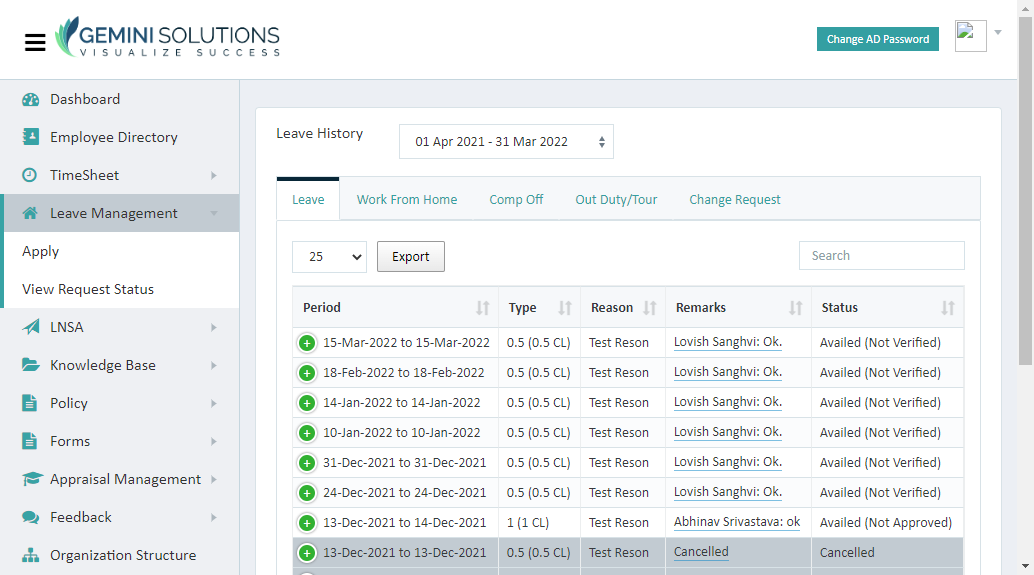 GEMINI SOLUTIONS
VISUALIZE SUCCESS
Change AD Password
Dashboard
Employee Directory
TimeSheet
Leave Management
Apply
View Request Status
LNSA
Knowledge Base
Policy
Forms
Appraisal Management
Feedback
Organization Structure
Leave History
01 Apr 2021 - 31 Mar 2022
Leave Work From Home Comp Off Out Duty/Tour Change Request
25 Export Search
Period Type Reason Remarks Status
15-Mar-2022 to 15-Mar-2022 0.5 (0.5 CL) Test Reson Lovish Sanghvi: Ok. Availed (Not Verified)
18-Feb-2022 to 18-Feb-2022 0.5 (0.5 CL) Test Reson Lovish Sanghvi: Ok. Availed (Not Verified)
14-Jan-2022 to 14-Jan-2022 0.5 (0.5 CL) Test Reson Lovish Sanghvi: Ok. Availed (Not Verified)
10-Jan-2022 to 10-Jan-2022 0.5 (0.5 CL) Test Reson Lovish Sanghvi: Ok. Availed (Not Verified)
31-Dec-2021 to 31-Dec-2021 0.5 (0.5 CL) Test Reson Lovish Sanghvi: Ok. Availed (Not Verified)
24-Dec-2021 to 24-Dec-2021 0.5 (0.5 CL) Test Reson Lovish Sanghvi: Ok. Availed (Not Verified)
13-Dec-2021 to 14-Dec-2021 1 (1 CL) Test Reson Abhinav Srivastava: ok Availed (Not Approved)
13-Dec-2021 to 13-Dec-2021 0.5 (0.5 CL) Test Reson Cancelled Cancelled